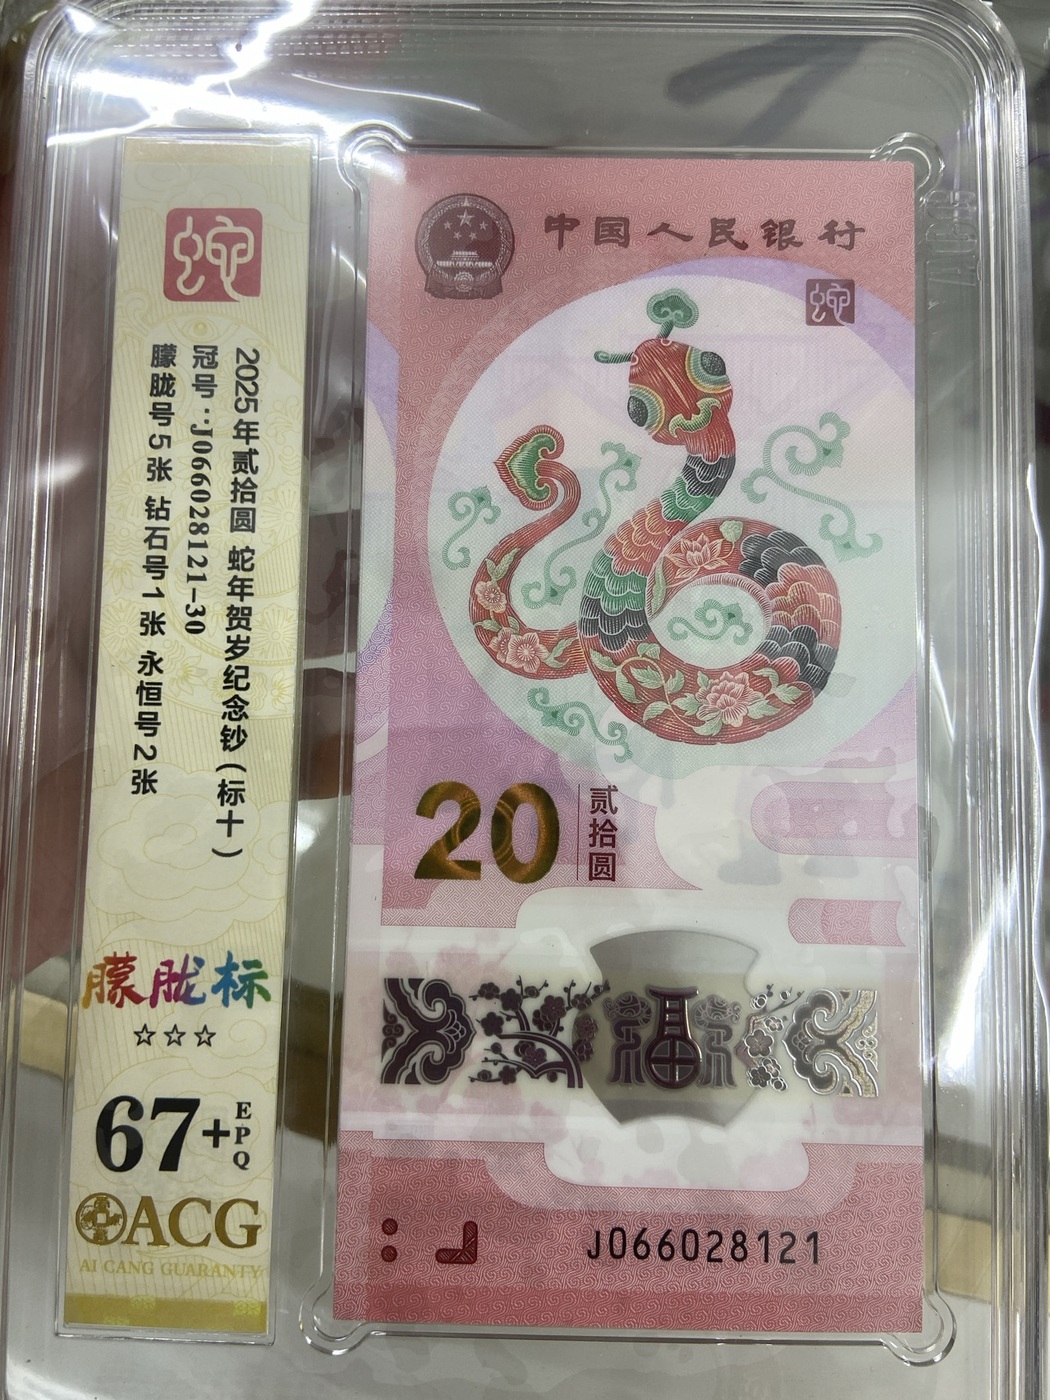 蛇
2025年贰拾圆 蛇年贺岁纪念钞（标十）
冠号：J066028121-30
朦胧号5张 钻石号1张 永恒号2张
朦胧标
☆☆☆
67+EPQ
ACG
AI CANG GUARANTY
中国人民银行
蛇
20
贰拾圆
福
J066028121